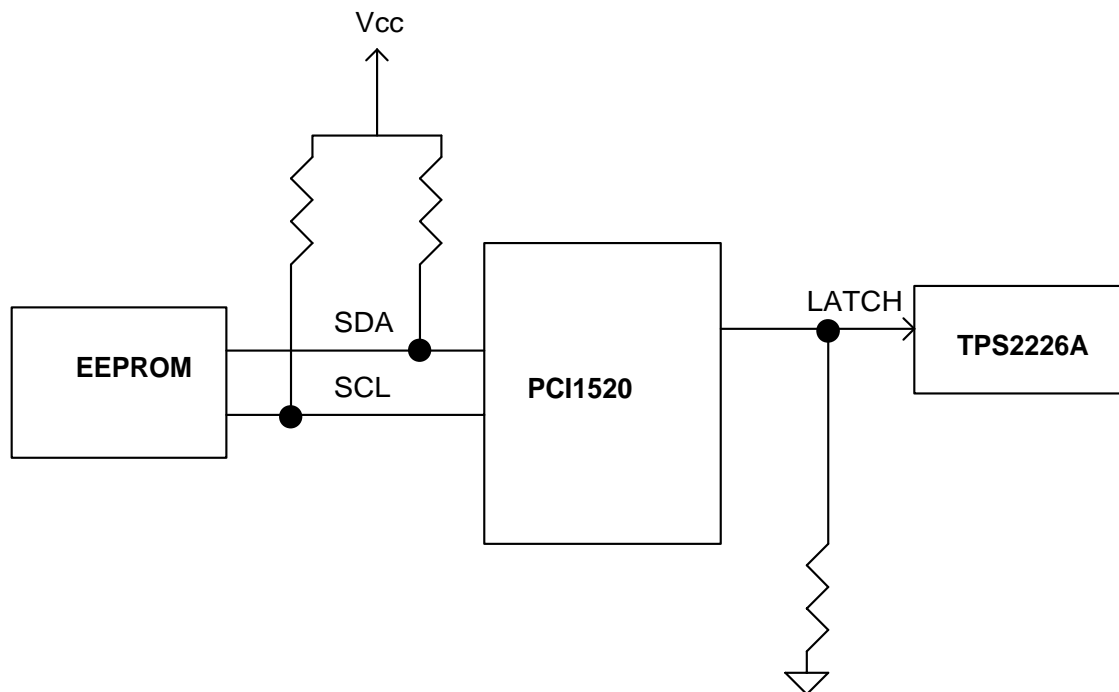 Vcc
SDA
SCL
EEPROM
PCI1520
LATCH
TPS2226A